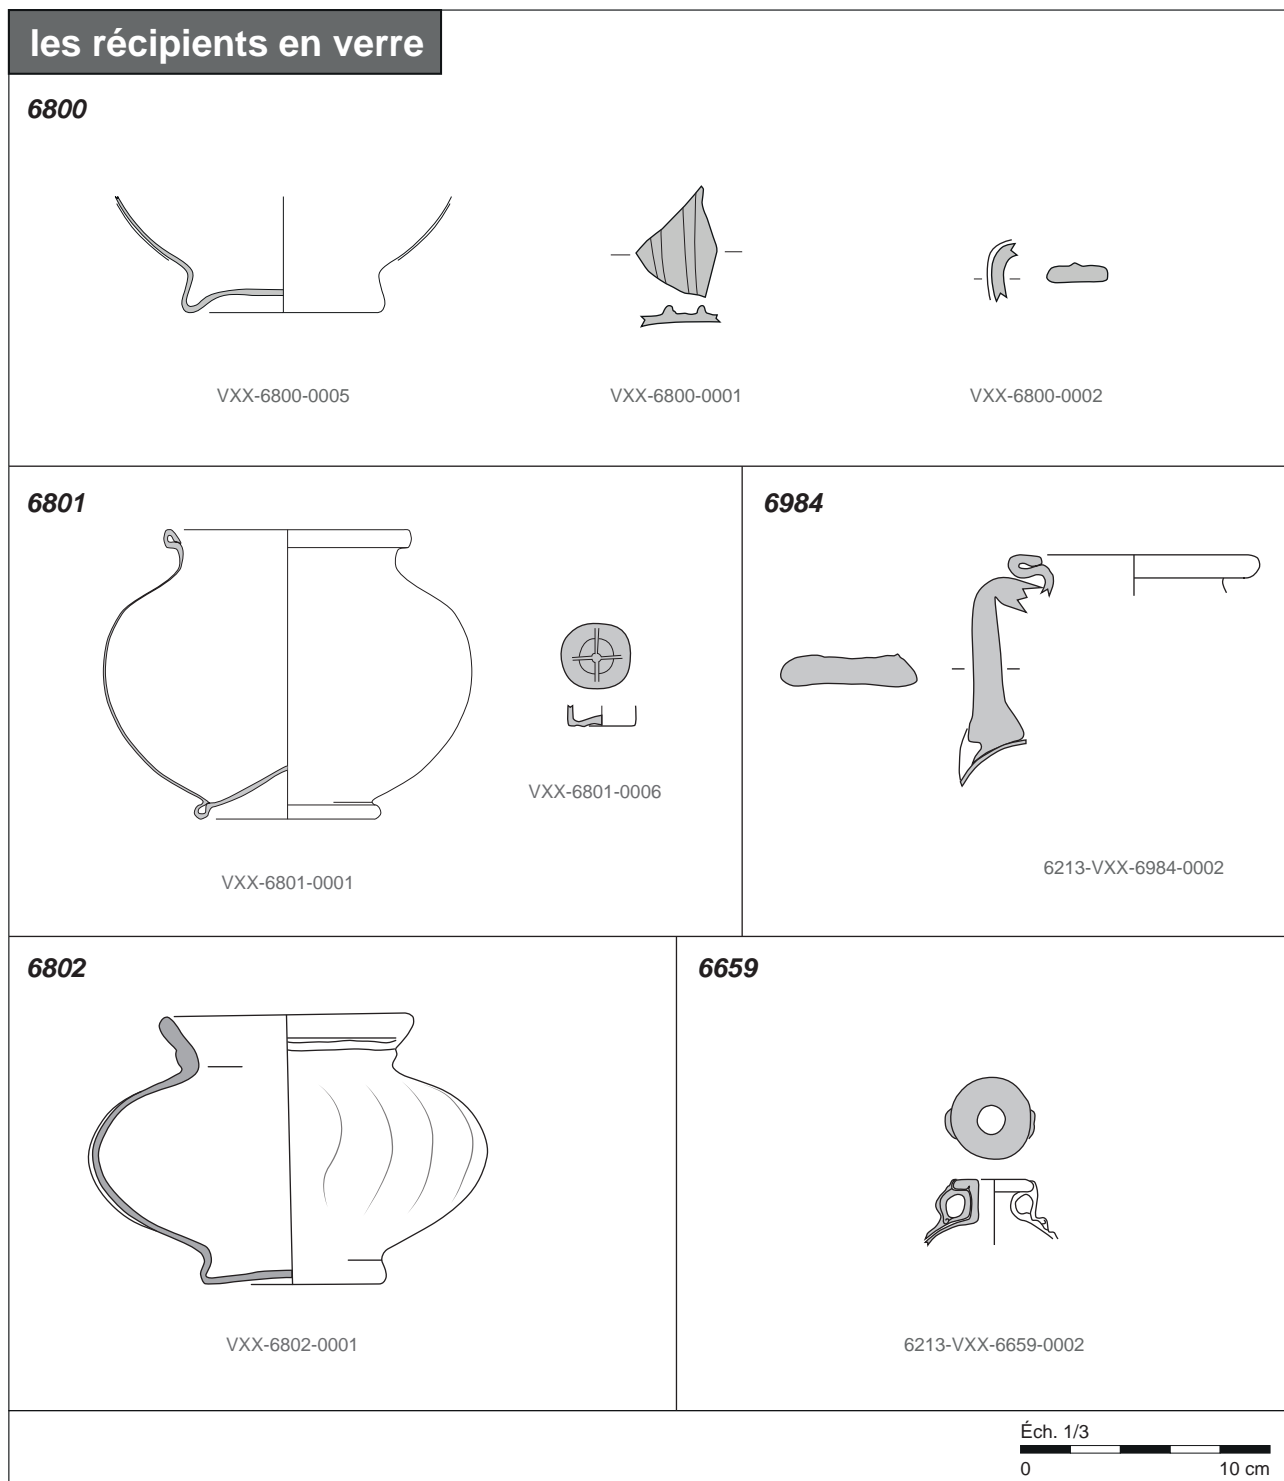 les récipients en verre
6800
VXX-6800-0005
VXX-6800-0001
VXX-6800-0002
6801
VXX-6801-0001
VXX-6801-0006
6984
6213-VXX-6984-0002
6802
VXX-6802-0001
6659
6213-VXX-6659-0002
Éch. 1/3
0 10 cm